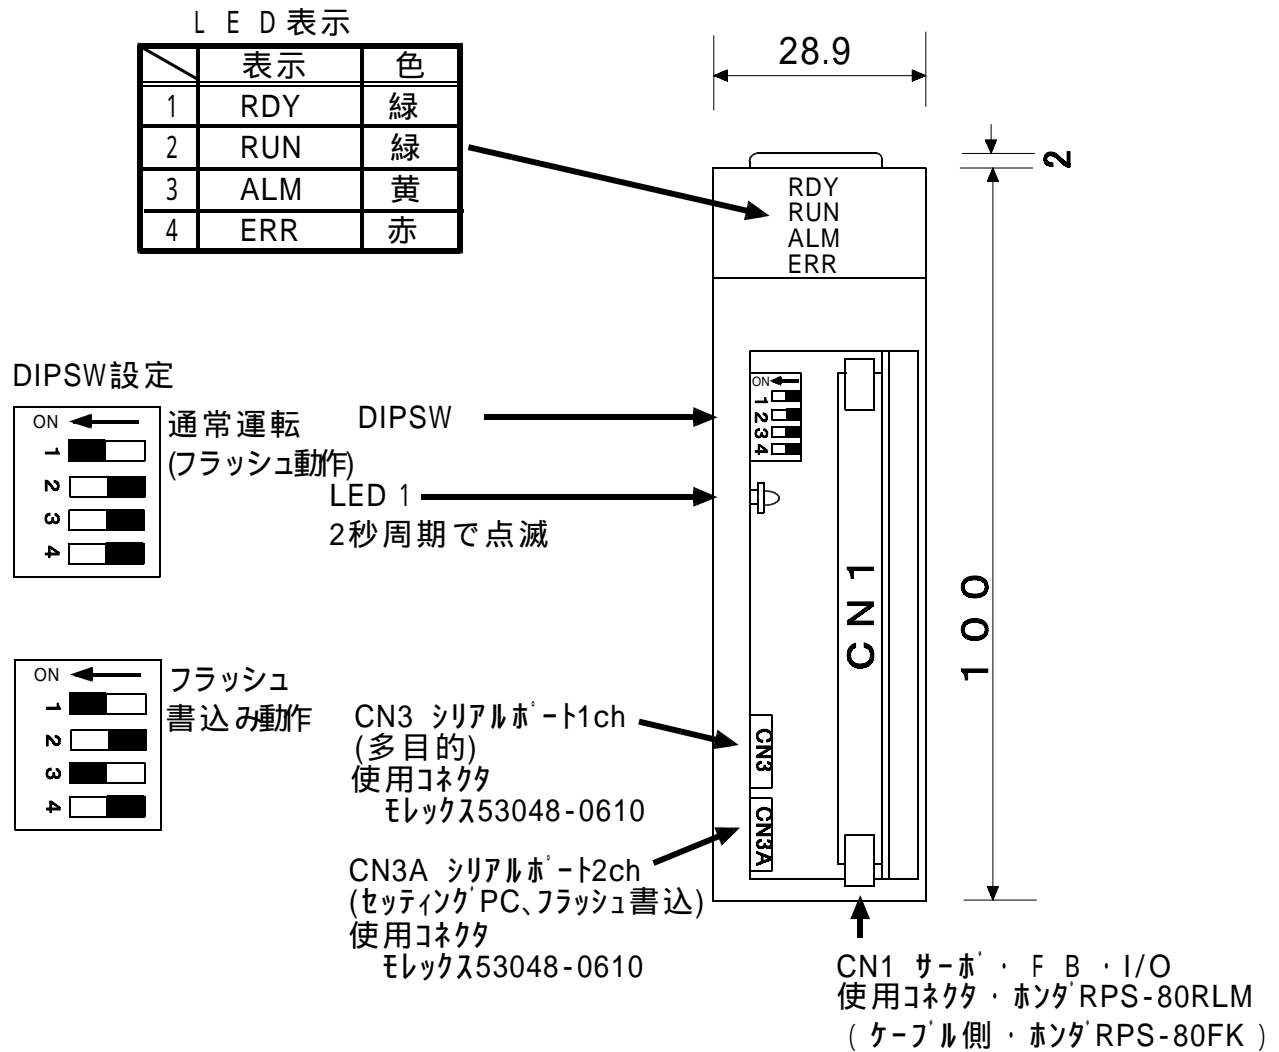 LED表示
表示 色
1 RDY 緑
2 RUN 緑
3 ALM 黄
4 ERR 赤
28.9
2
RDY
RUN
ALM
ERR
100
DIPSW設定
ON
1
2
3
4
通常運転
(フラッシュ動作)
DIPSW
LED 1
2秒周期で点滅
ON
1
2
3
4
CN1
ON
1
2
3
4
フラッシュ
書込み動作
CN3 シリアルポート1ch
(多目的)
使用コネクタ
モレックス53048-0610
CN3
CN3A
CN3A シリアルポート2ch
(セッティングPC、フラッシュ書込)
使用コネクタ
モレックス53048-0610
CN1 サーボ・FB・I/O
使用コネクタ・ホンダRPS-80RLM
(ケーブル側・ホンダRPS-80FK)